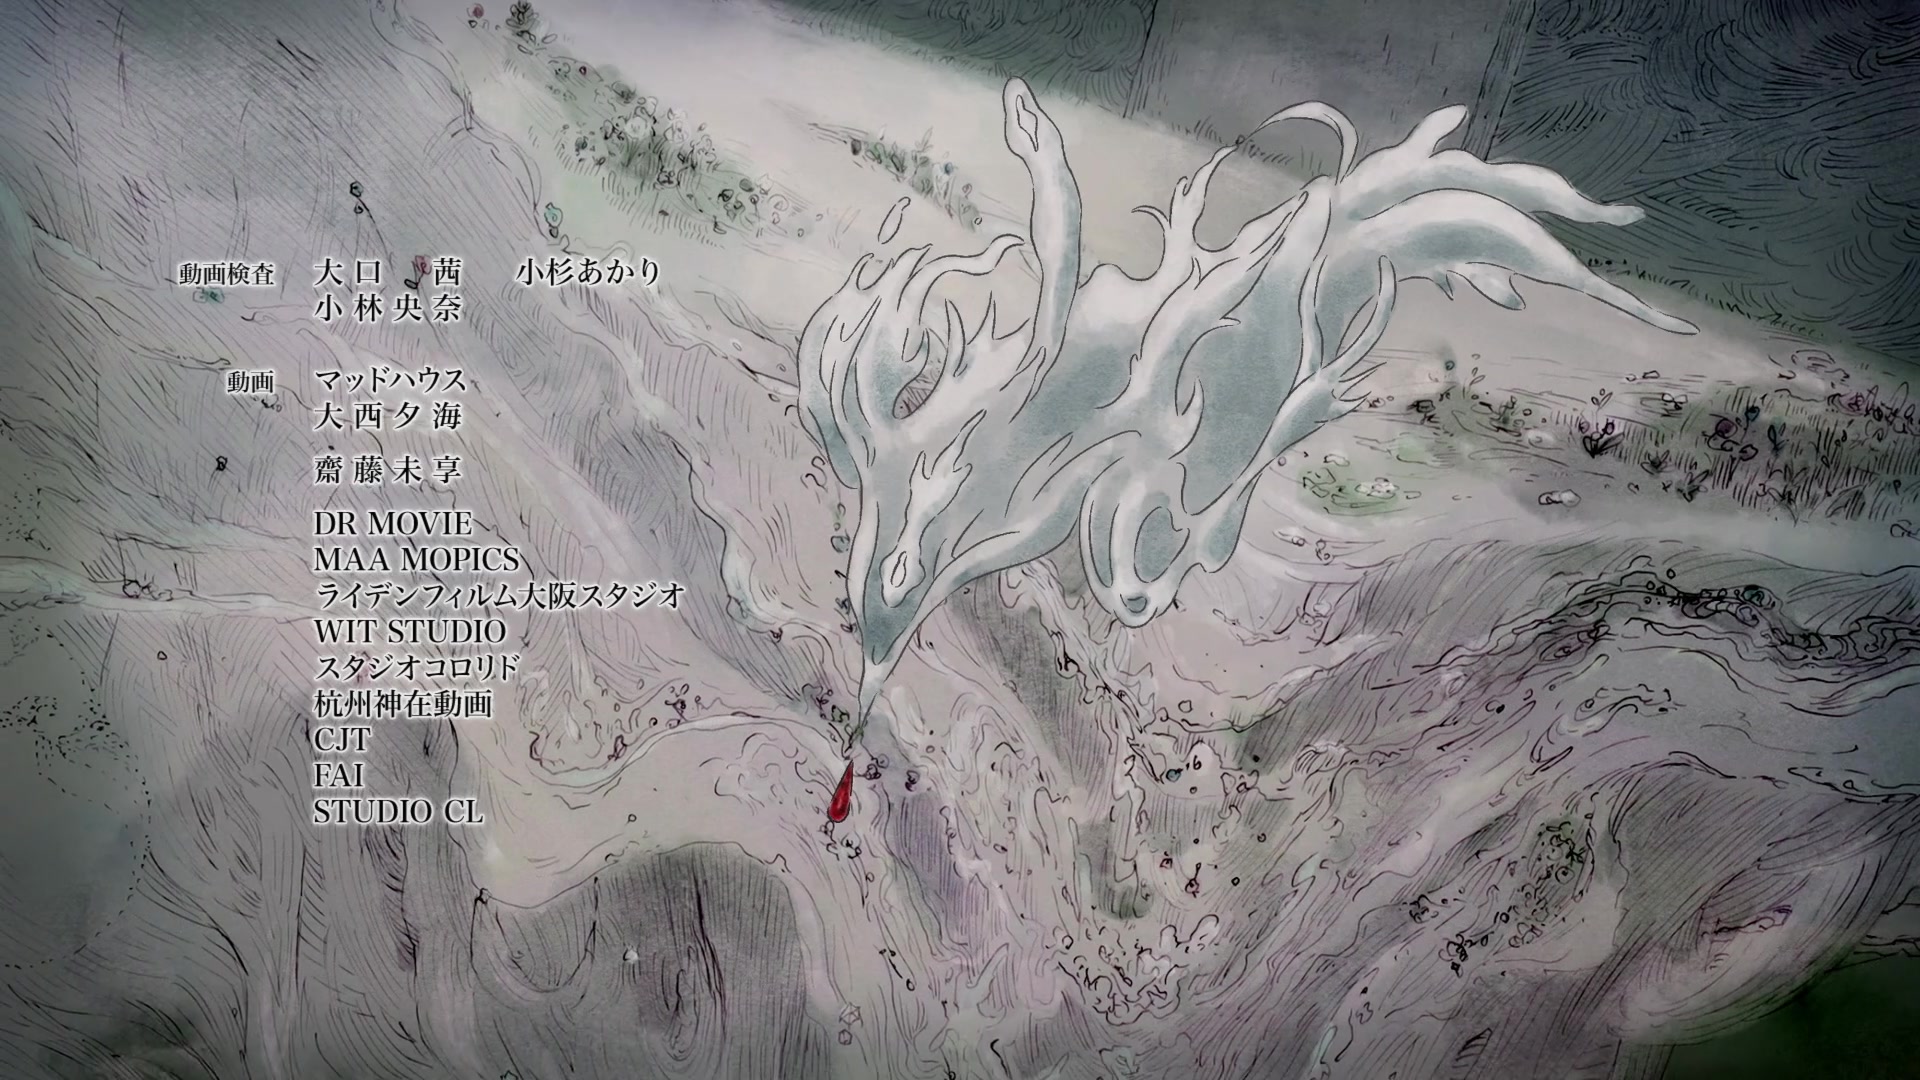 動画検査 大口 茜 小杉あかり
小林央奈
動画 マッドハウス
大西夕海
齋藤未享
DR MOVIE
MAA MOPICS
ライデンフィルム大阪スタジオ
WIT STUDIO
スタジオコロリド
杭州神在動画
CJT
FAI
STUDIO CL